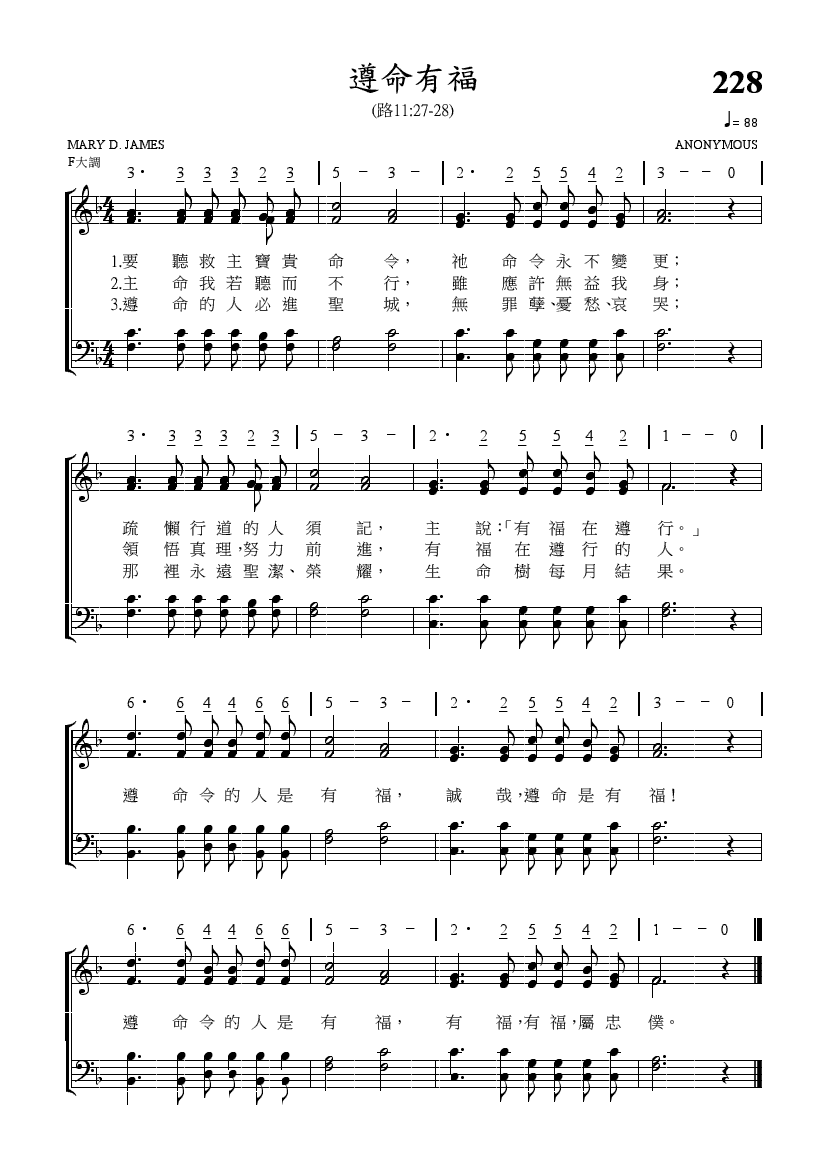 遵命有福
228
(路11:27-28)
♩= 88
MARY D. JAMES
ANONYMOUS
F大調
3· 3 3 3 2 3 | 5 – 3 – | 2· 2 5 5 4 2 | 3 – – 0 |
1.要聽救主寶貴命令，祂命令永不變更；
2.主命我若聽而不行，雖應許無益我身；
3.遵命的人必進聖城，無罪孽、憂愁、哀哭；
3· 3 3 3 2 3 | 5 – 3 – | 2· 2 5 5 4 2 | 1 – – 0 |
疏懶行道的人須記，主說：「有福在遵行。」
領悟真理，努力前進，有福在遵行的人。
那裡永遠聖潔、榮耀，生命樹每月結果。
6· 6 4 4 6 6 | 5 – 3 – | 2· 2 5 5 4 2 | 3 – – 0 |
遵命令的人是有福，誠哉，遵命是有福！
6· 6 4 4 6 6 | 5 – 3 – | 2· 2 5 5 4 2 | 1 – – 0
遵命令的人是有福，有福，有福，屬忠僕。